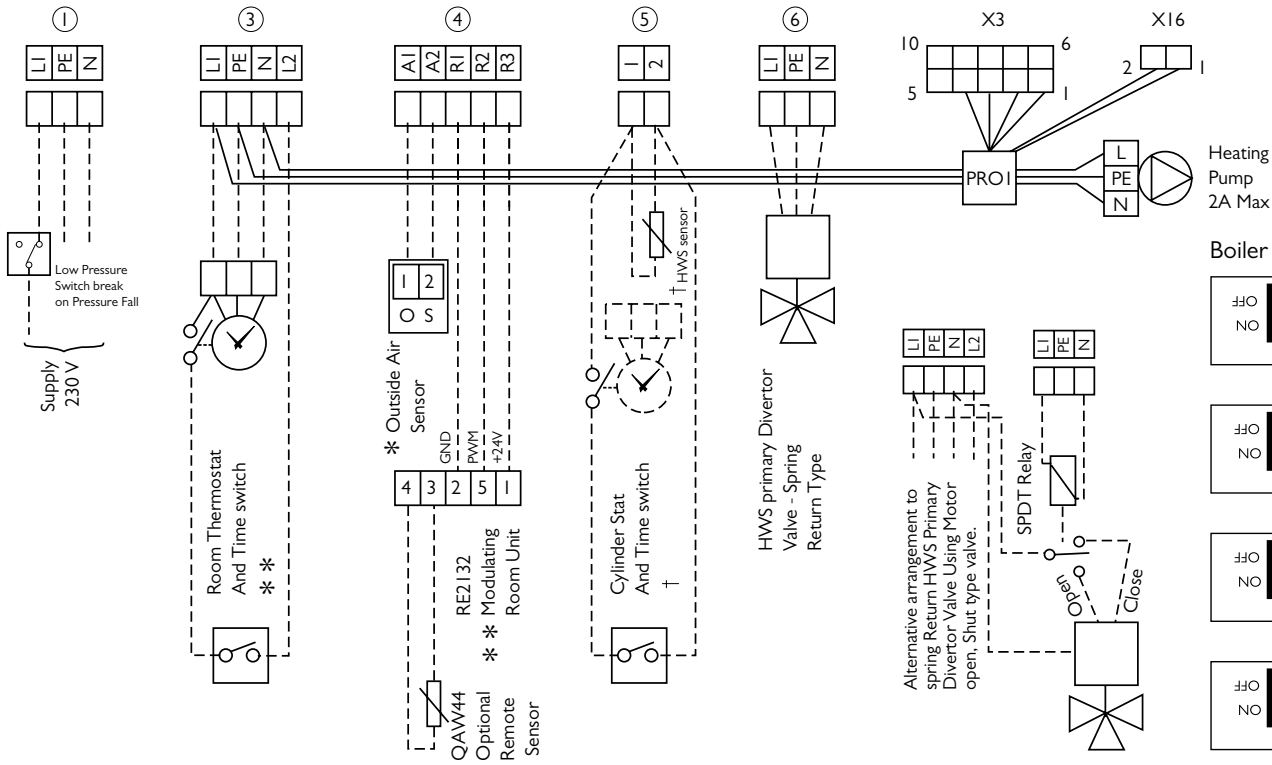 1
3
4
5
6
X3
X16
L1 PE N
L1 PE N L2
A1 A2 R1 R2 R3
1 2
L1 PE N
10
6
5
1
2
1
PRO1
L
PE
N
Heating
Pump
2A Max
Low Pressure
Switch break
on Pressure Fall
Supply
230 V
Room Thermostat
And Time switch
* *
1 2
O S
* Outside Air
Sensor
GND
PWM
+24V
4 3 2 5 1
RE2132
* * Modulating
Room Unit
QAW44
Optional
Remote
Sensor
† HWS sensor
Cylinder Stat
And Time switch
†
HWS primary Divertor
Valve - Spring
Return Type
L1 PE N L2
L1 PE N
Alternative arrangement to
spring Return HWS Primary
Divertor Valve Using Motor
open, Shut type valve.
SPDT Relay
Open
Close
Boiler
OFF
ON
OFF
ON
OFF
ON
OFF
ON